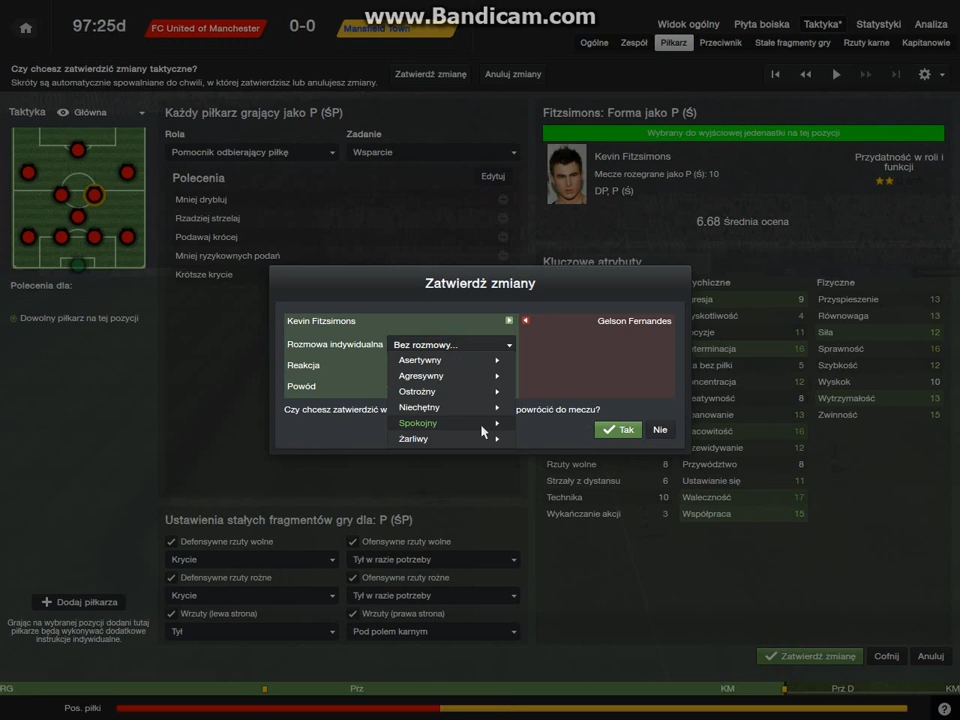 www.Bandicam.com
97:25d
FC United of Manchester
0-0
Mansfield Town
Widok ogólny
Płyta boiska
Taktyka*
Statystyki
Analiza
Ogólne
Zespół
Piłkarz
Przeciwnik
Stałe fragmenty gry
Rzuty karne
Kapitanowie
Czy chcesz zatwierdzić zmiany taktyczne?
Skróty są automatycznie spowalniane do chwili, w której zatwierdzisz lub anulujesz zmiany.
Zatwierdź zmianę
Anuluj zmiany
Taktyka
Główna
Polecenia dla:
Dowolny piłkarz na tej pozycji
Dodaj piłkarza
Grając na wybranej pozycji dodani tutaj
piłkarze będą wykonywać dodatkowe
instrukcje indywidualne.
Każdy piłkarz grający jako P (ŚP)
Rola
Zadanie
Pomocnik odbierający piłkę
Wsparcie
Polecenia
Edytuj
Mniej drybluj
Rzadziej strzelaj
Podawaj krócej
Mniej ryzykownych podań
Krótsze krycie
Fitzsimons: Forma jako P (Ś)
Wybrany do wyjściowej jedenastki na tej pozycji
Kevin Fitzsimons
Mecze rozegrane jako P (Ś): 10
DP, P (Ś)
Przydatność w roli i
funkcji
6.68 Średnia ocena
Kluczowe atrybuty
Fizyczne
9
Przyspieszenie 13
4
Równowaga 13
11
Siła 12
16
Sprawność 16
5
Szybkość 12
12
Wyskok 10
8
Wytrzymałość 13
13
Zwinność 15
16
12
Rzuty wolne 8
Przywództwo 8
Strzały z dystansu 6
Ustawianie się 11
Technika 10
Waleczność 17
Wykańczanie akcji 3
Współpraca 15
Zatwierdź zmiany
Kevin Fitzsimons
Gelson Fernandes
Rozmowa indywidualna
Bez rozmowy...
Reakcja
Powód
Asertywny
Agresywny
Ostrożny
Niechętny
Spokojny
Żarliwy
Czy chcesz zatwierdzić w
powrócić do meczu?
Tak
Nie
Ustawienia stałych fragmentów gry dla: P (ŚP)
Defensywne rzuty wolne
Ofensywne rzuty wolne
Krycie
Tył w razie potrzeby
Defensywne rzuty rożne
Ofensywne rzuty rożne
Krycie
Tył w razie potrzeby
Wrzuty (lewa strona)
Wrzuty (prawa strona)
Tył
Pod polem karnym
Zatwierdź zmianę
Cofnij
Anuluj
RG
Prz
KM
Prz D
KM
Pos. piłki
?